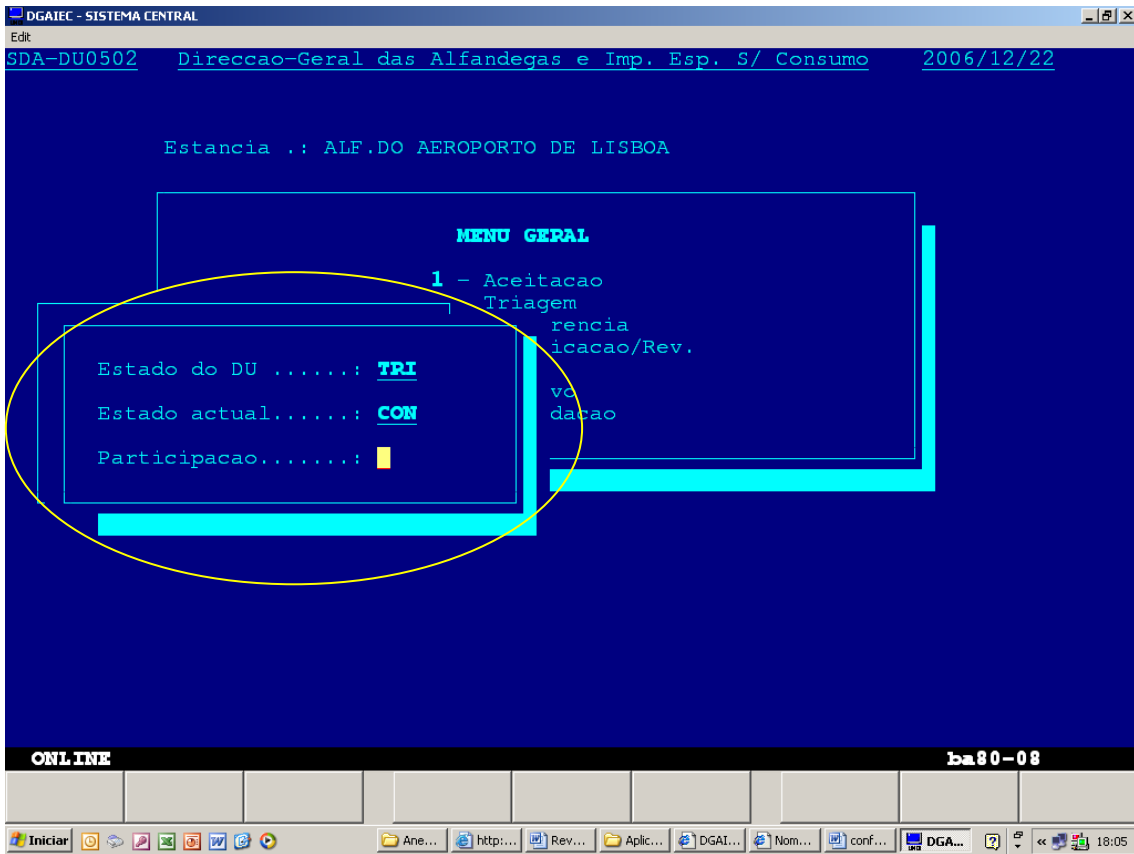 DGAIEC - SISTEMA CENTRAL
Edit
SDA-DU0502 Direccao-Geral das Alfandegas e Imp. Esp. S/ Consumo 2006/12/22
Estancia .: ALF.DO AEROPORTO DE LISBOA
MENU GERAL
1 - Aceitacao
Triagem
rencia
icacao/Rev.
vo
dacao
Estado do DU ......: TRI
Estado actual......: CON
Participacao.......:
ONLINE ba80-08
Iniciar Ane... http:... Rev... Aplic... DGAI... Nom... conf... DGA... 18:05